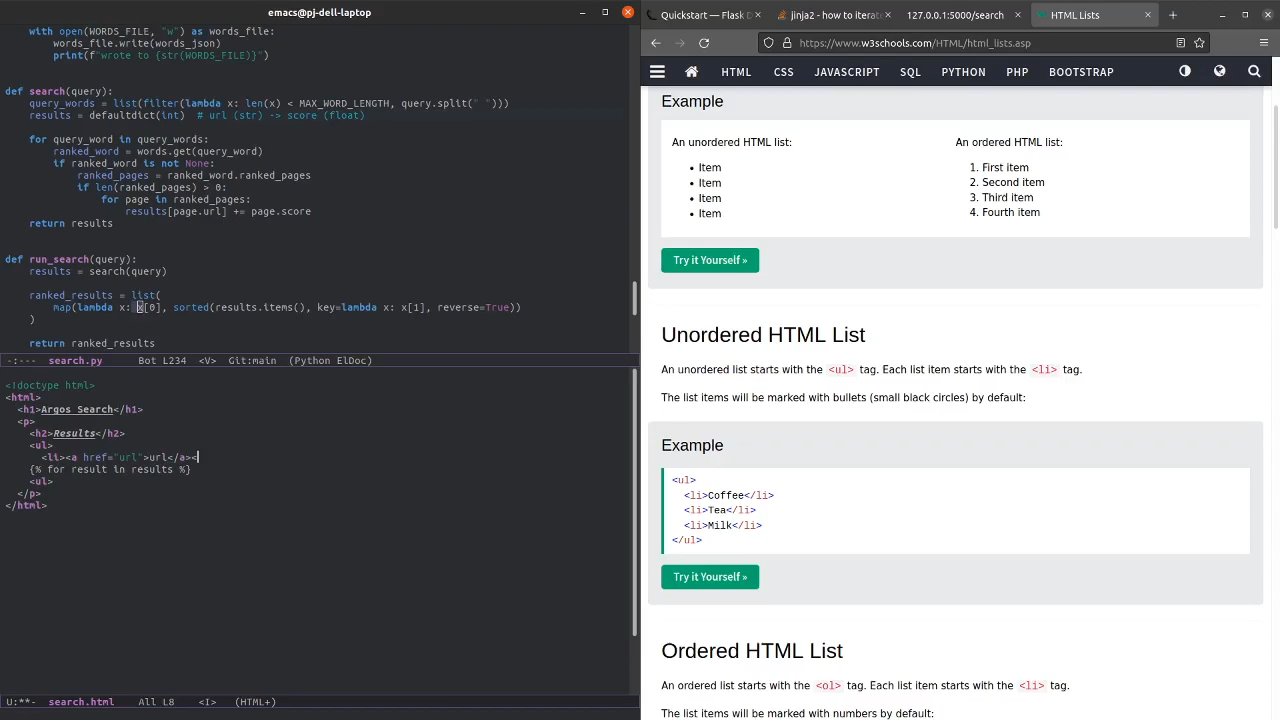 emacs@pj-dell-laptop
with open(WORDS_FILE, "w") as words_file:
words_file.write(words_json)
print(f"wrote to {str(WORDS_FILE)}")
def search(query):
query_words = list(filter(lambda x: len(x) < MAX_WORD_LENGTH, query.split(" ")))
results = defaultdict(int)  # url (str) -> score (float)
for query_word in query_words:
ranked_word = words.get(query_word)
if ranked_word is not None:
ranked_pages = ranked_word.ranked_pages
if len(ranked_pages) > 0:
for page in ranked_pages:
results[page.url] += page.score
return results
def run_search(query):
results = search(query)
ranked_results = list(
map(lambda x: x[0], sorted(results.items(), key=lambda x: x[1], reverse=True))
)
return ranked_results
-:--- search.py Bot L234 <V> Git:main (Python ElDoc)
<!doctype html>
<html>
<h1>Argos Search</h1>
<p>
<h2>Results</h2>
<ul>
<li><a href="url">url</a><
{% for result in results %}
<ul>
</p>
</html>
U:**- search.html All L8 <I> (HTML+)
Quickstart — Flask D
jinja2 - how to iterate
127.0.0.1:5000/search
HTML Lists
https://www.w3schools.com/HTML/html_lists.asp
HTML CSS JAVASCRIPT SQL PYTHON PHP BOOTSTRAP
Example
An unordered HTML list:
• Item
• Item
• Item
• Item
An ordered HTML list:
1. First item
2. Second item
3. Third item
4. Fourth item
Try it Yourself »
Unordered HTML List
An unordered list starts with the <ul> tag. Each list item starts with the <li> tag.
The list items will be marked with bullets (small black circles) by default:
Example
<ul>
<li>Coffee</li>
<li>Tea</li>
<li>Milk</li>
</ul>
Try it Yourself »
Ordered HTML List
An ordered list starts with the <ol> tag. Each list item starts with the <li> tag.
The list items will be marked with numbers by default: